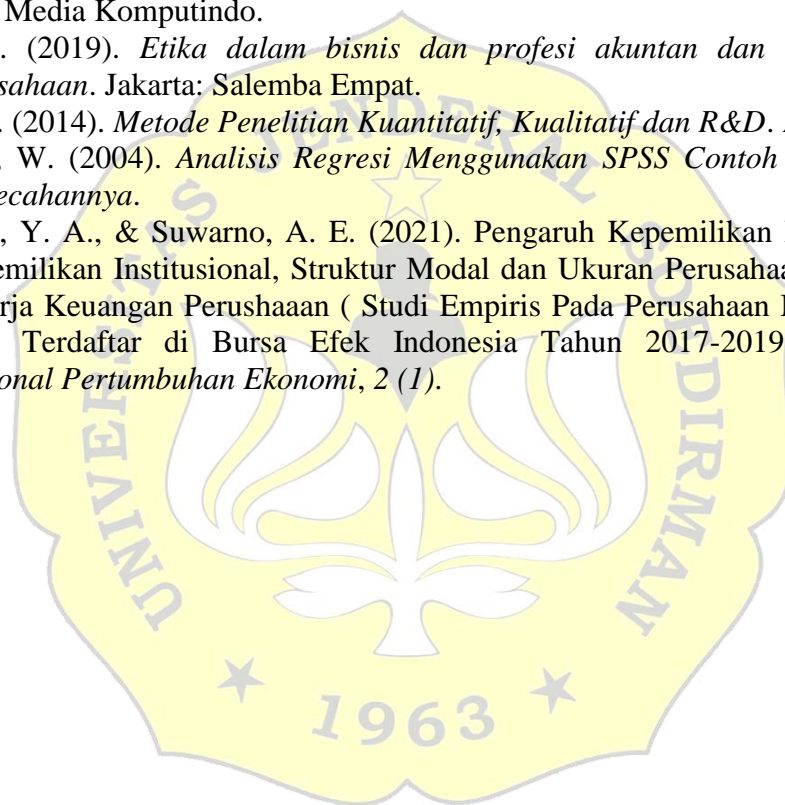 Media Komputindo.
. (2019). Etika dalam bisnis dan profesi akuntan dan
sahaan. Jakarta: Salemba Empat.
. (2014). Metode Penelitian Kuantitatif, Kualitatif dan R&D.
, W. (2004). Analisis Regresi Menggunakan SPSS Contoh
ecahannya.
, Y. A., & Suwarno, A. E. (2021). Pengaruh Kepemilikan
emilikan Institusional, Struktur Modal dan Ukuran Perusahaa
rja Keuangan Perushaaan ( Studi Empiris Pada Perusahaan
Terdaftar di Bursa Efek Indonesia Tahun 2017-2019
onal Pertumbuhan Ekonomi, 2 (1).
UNIVERSITAS JENDERAL SOEDIRMAN
1963